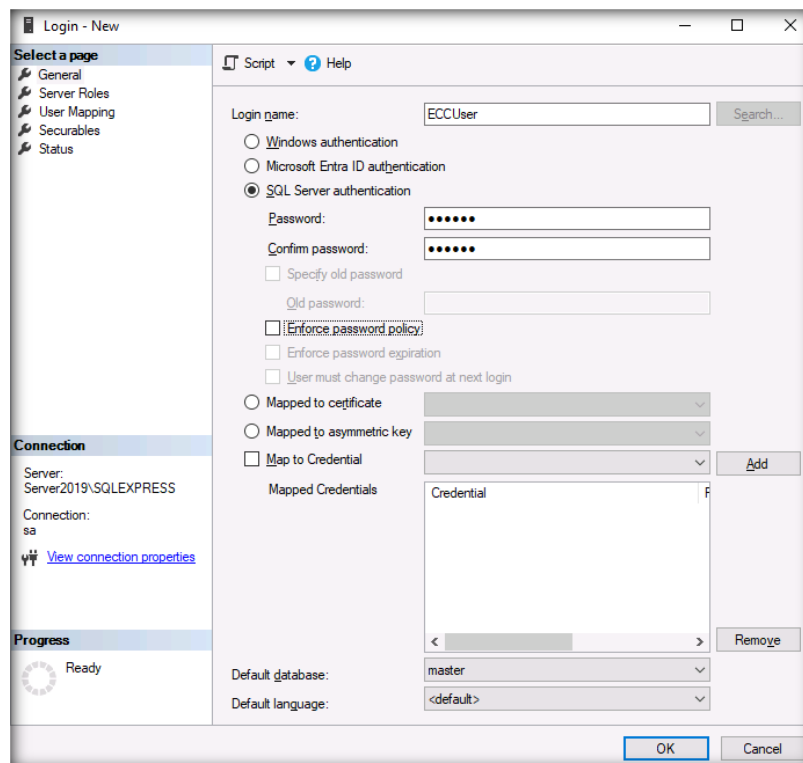 Login - New
Select a page
General
Server Roles
User Mapping
Securables
Status
Script
Help
Login name:
ECCUser
Search...
Windows authentication
Microsoft Entra ID authentication
SQL Server authentication
Password:
••••••
Confirm password:
••••••
Specify old password
Old password:
Enforce password policy
Enforce password expiration
User must change password at next login
Mapped to certificate
Mapped to asymmetric key
Map to Credential
Add
Mapped Credentials
Credential
Remove
Default database:
master
Default language:
<default>
Connection
Server:
Server2019\SQLEXPRESS
Connection:
sa
View connection properties
Progress
Ready
OK
Cancel